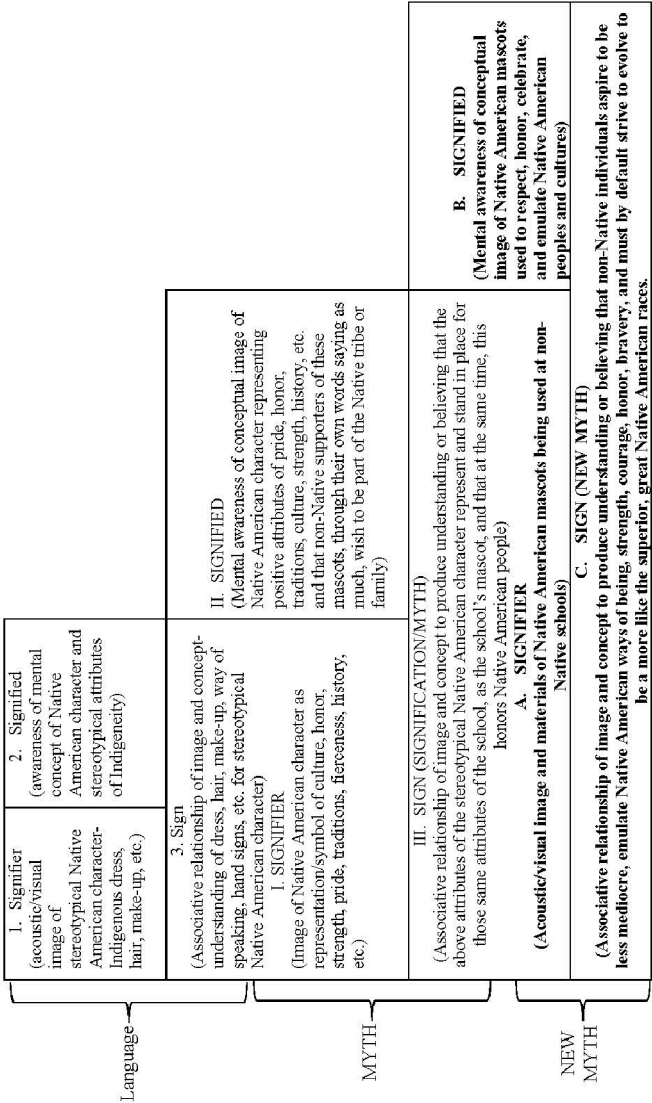 Language
1. Signifier
(acoustic/visual
image of
stereotypical Native
American character-
Indigenous dress,
hair, make-up, etc.)
2. Signified
(awareness of mental
concept of Native
American character and
stereotypical attributes
of Indigeneity)
3. Sign
(Associative relationship of image and concept-
understanding of dress, hair, make-up, way of
speaking, hand signs, etc. for stereotypical
Native American character)
MYTH
I. SIGNIFIER
(Image of Native American character as
representation/symbol of culture, honor,
strength, pride, traditions, fierceness, history,
etc.)
II. SIGNIFIED
(Mental awareness of conceptual image of
Native American character representing
positive attributes of pride, honor,
traditions, culture, strength, history, etc.
and that non-Native supporters of these
mascots, through their own words saying as
much, wish to be part of the Native tribe or
family)
III. SIGN (SIGNIFICATION/MYTH)
(Associative relationship of image and concept to produce understanding or believing that the
above attributes of the stereotypical Native American character represent and stand in place for
those same attributes of the school, as the school's mascot, and that at the same time, this
honors Native American people)
NEW
MYTH
A. SIGNIFIER
(Acoustic/visual image and materials of Native American mascots being used at non-
Native schools)
B. SIGNIFIED
(Mental awareness of conceptual
image of Native American mascots
used to respect, honor, celebrate,
and emulate Native American
peoples and cultures)
C. SIGN (NEW MYTH)
(Associative relationship of image and concept to produce understanding or believing that non-Native individuals aspire to be
less mediocre, emulate Native American ways of being, strength, courage, honor, bravery, and must by default strive to evolve to
be a more like the superior, great Native American races.